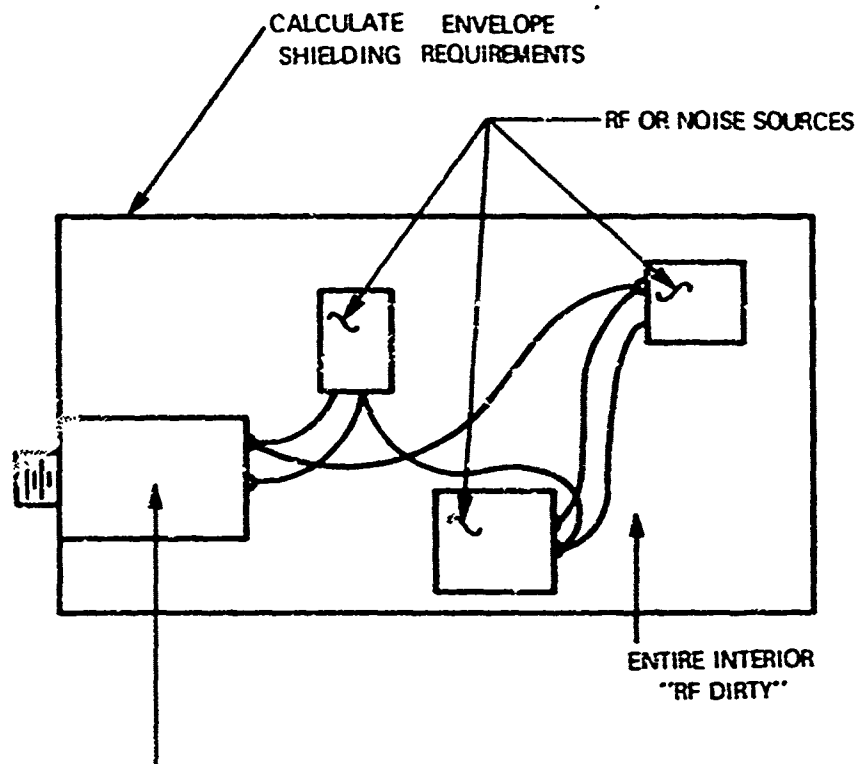 CALCULATE ENVELOPE
SHIELDING REQUIREMENTS
RF OR NOISE SOURCES
ENTIRE INTERIOR
"RF DIRTY"